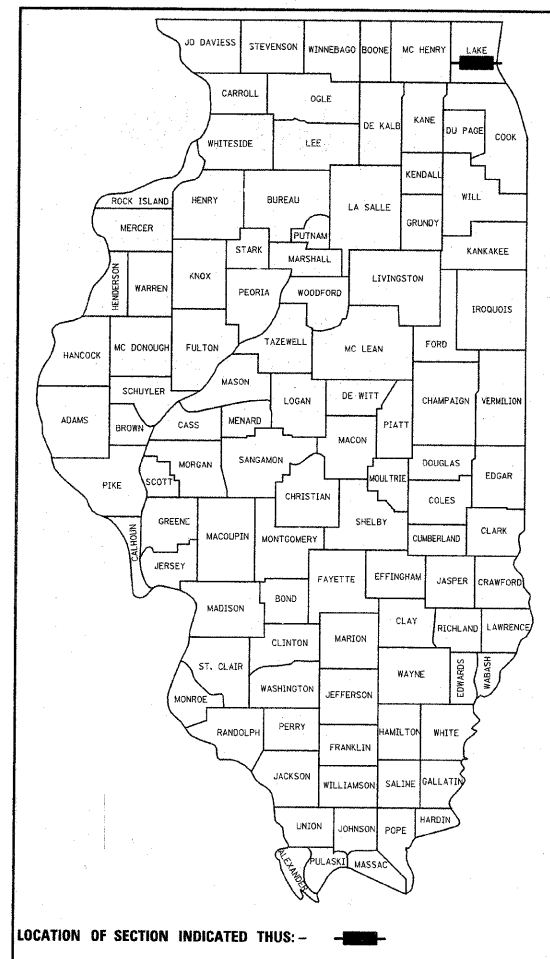 JO DAVIESS STEVENSON WINNEBAGO BOONE MC HENRY LAKE
CARROLL OGLE
DE KALB KANE DU PAGE COOK
WHITESIDE LEE
KENDALL WILL
ROCK ISLAND HENRY BUREAU LA SALLE
MERCER PUTNAM GRUNDY
STARK MARSHALL KANKAKEE
HENDERSON WARREN KNOX LIVINGSTON
PEORIA WOODFORD IROQUOIS
TAZEWELL FORD
HANCOCK MC DONOUGH FULTON MC LEAN
MASON
SCHUYLER LOGAN DE WITT CHAMPAIGN VERMILION
ADAMS BROWN CASS MENARD PIATT
MACON
SANGAMON DOUGLAS
MORGAN MOULTRIE EDGAR
PIKE SCOTT CHRISTIAN COLES
GREENE SHELBY
CALHOUN MACOUPIN MONTGOMERY CUMBERLAND CLARK
JERSEY
FAYETTE EFFINGHAM JASPER CRAWFORD
MADISON BOND
CLAY
CLINTON MARION RICHLAND LAWRENCE
ST. CLAIR WAYNE EDWARDS WABASH
WASHINGTON JEFFERSON
MONROE
RANDOLPH PERRY HAMILTON WHITE
FRANKLIN
JACKSON WILLIAMSON SALINE GALLATIN
UNION JOHNSON POPE HARDIN
ALEXANDER PULASKI MASSAC
LOCATION OF SECTION INDICATED THUS: –